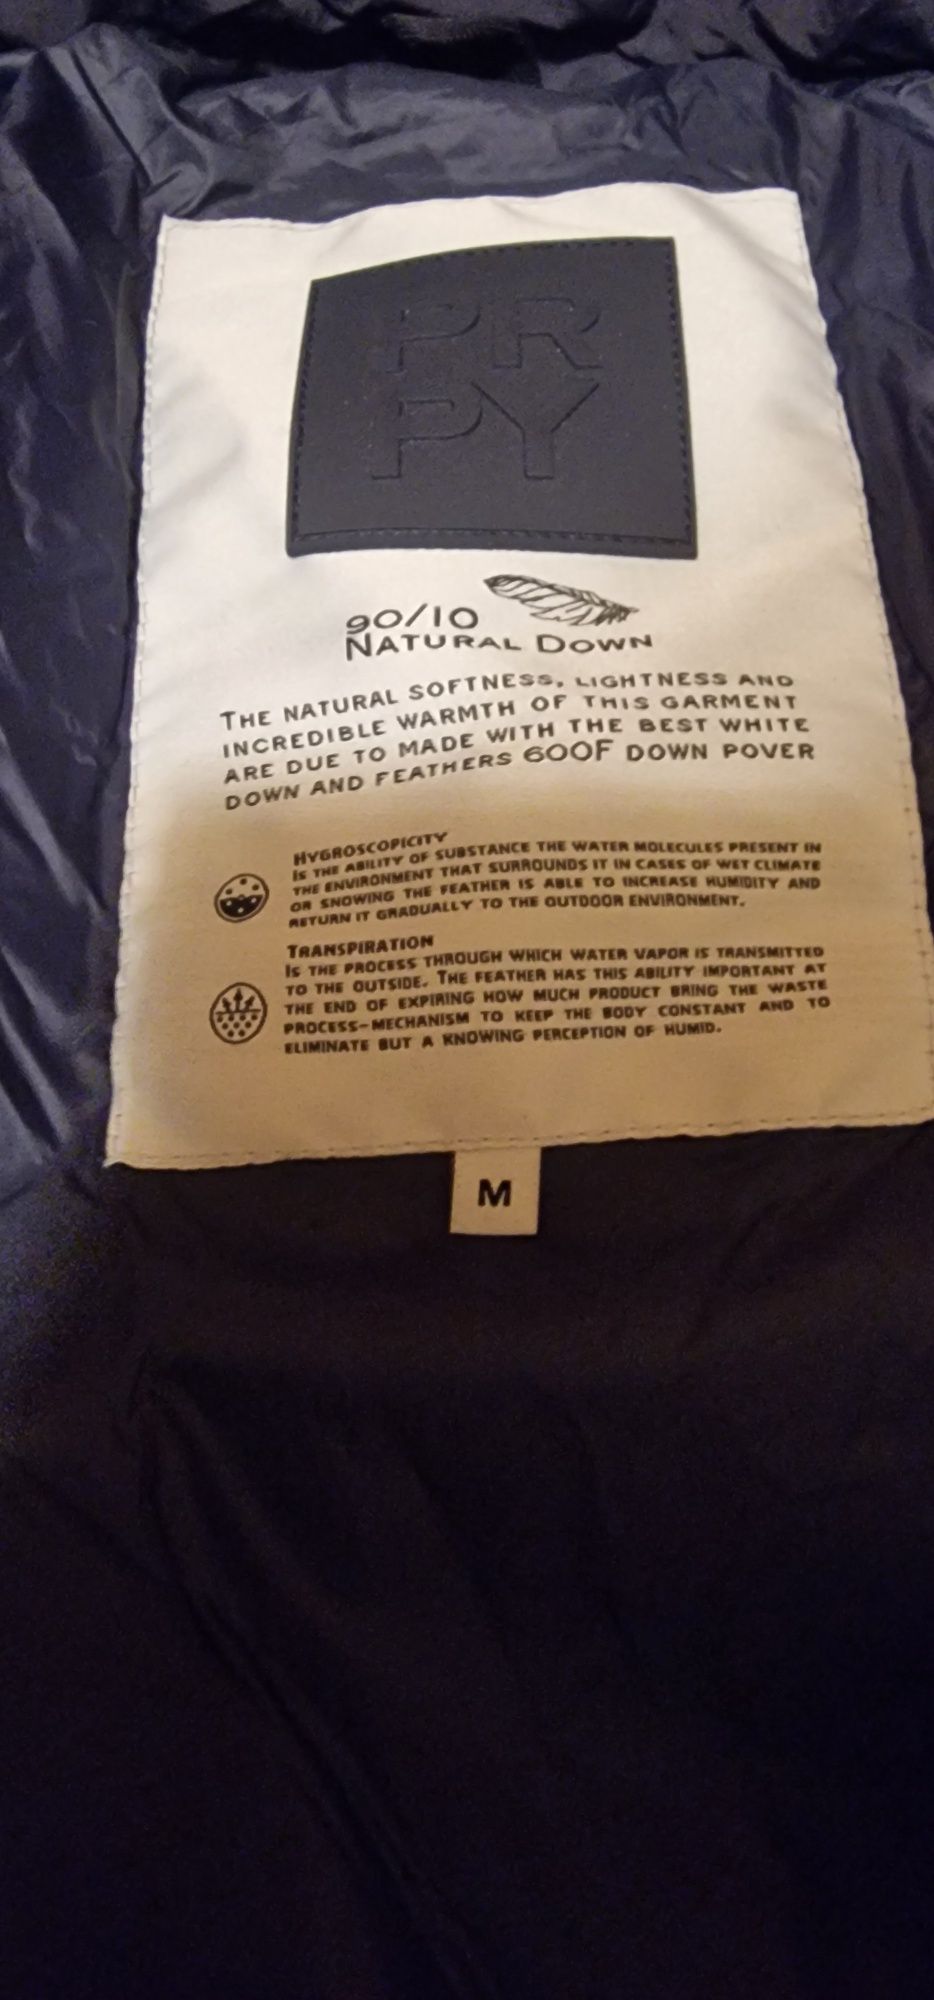 PR
PY
90/10
NATURAL DOWN
THE NATURAL SOFTNESS, LIGHTNESS AND
INCREDIBLE WARMTH OF THIS GARMENT
ARE DUE TO MADE WITH THE BEST WHITE
DOWN AND FEATHERS 600F DOWN POVER
HYGROSCOPICITY
IS THE ABILITY OF SUBSTANCE THE WATER MOLECULES PRESENT IN
THE ENVIRONMENT THAT SURROUNDS IT IN CASES OF WET CLIMATE
OR SNOWING THE FEATHER IS ABLE TO INCREASE HUMIDITY AND
RETURN IT GRADUALLY TO THE OUTDOOR ENVIRONMENT.
TRANSPIRATION
IS THE PROCESS THROUGH WHICH WATER VAPOR IS TRANSMITTED
TO THE OUTSIDE. THE FEATHER HAS THIS ABILITY IMPORTANT AT
THE END OF EXPIRING HOW MUCH PRODUCT BRING THE WASTE
PROCESS-MECHANISM TO KEEP THE BODY CONSTANT AND TO
ELIMINATE BUT A KNOWING PERCEPTION OF HUMID.
M